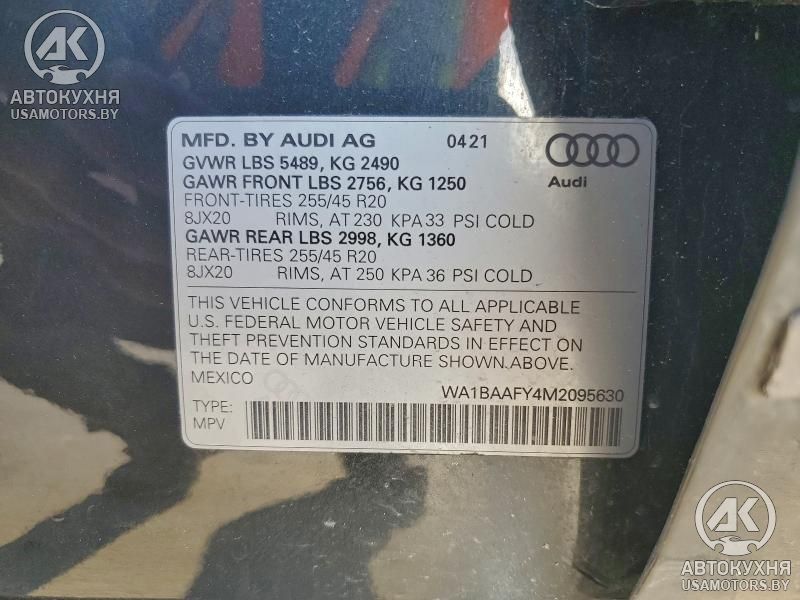 AK
АВТОКУХНЯ
USAMOTORS.BY
MFD. BY AUDI AG 0421
GVWR LBS 5489, KG 2490
GAWR FRONT LBS 2756, KG 1250
Audi
FRONT-TIRES 255/45 R20
8JX20 RIMS, AT 230 KPA 33 PSI COLD
GAWR REAR LBS 2998, KG 1360
REAR-TIRES 255/45 R20
8JX20 RIMS, AT 250 KPA 36 PSI COLD
THIS VEHICLE CONFORMS TO ALL APPLICABLE
U.S. FEDERAL MOTOR VEHICLE SAFETY AND
THEFT PREVENTION STANDARDS IN EFFECT ON
THE DATE OF MANUFACTURE SHOWN.ABOVE.
MEXICO WA1BAAFY4M2095630
TYPE:
MPV
AK
АВТОКУХНЯ
USAMOTORS.BY